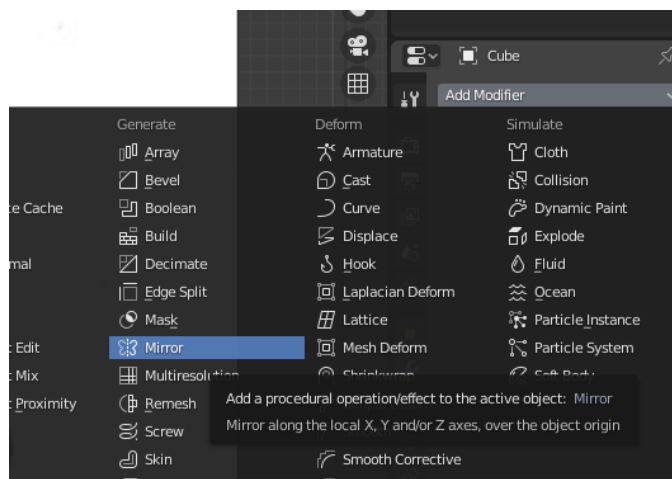 Cube
Add Modifier
Generate
Deform
Simulate
Array
Armature
Cloth
Bevel
Cast
Collision
e Cache
Boolean
Curve
Dynamic Paint
Build
Displace
Explode
mal
Decimate
Hook
Fluid
Edge Split
Laplacian Deform
Ocean
Mask
Lattice
Particle Instance
Edit
Mirror
Mesh Deform
Particle System
Mix
Multiresolution
Shrinkwrap
Soft Body
Proximity
Remesh
Add a procedural operation/effect to the active object: Mirror
Screw
Mirror along the local X, Y and/or Z axes, over the object origin
Skin
Smooth Corrective